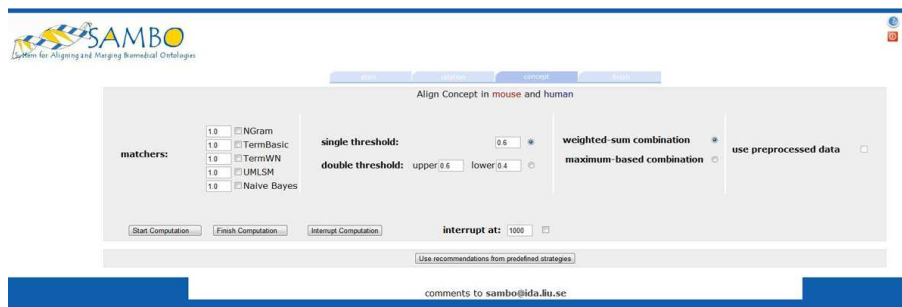 SAMBO
System for Aligning and Merging Biomedical Ontologies
relation concept finish
Align Concept in mouse and human
matchers:
1.0 NGram
1.0 TermBasic
1.0 TermWN
1.0 UMLSM
1.0 Naive Bayes
single threshold: 0.6
double threshold: upper 0.6 lower 0.4
weighted-sum combination
maximum-based combination
use preprocessed data
Start Computation Finish Computation Interrupt Computation interrupt at: 1000
Use recommendations from predefined strategies
comments to sambo@ida.liu.se